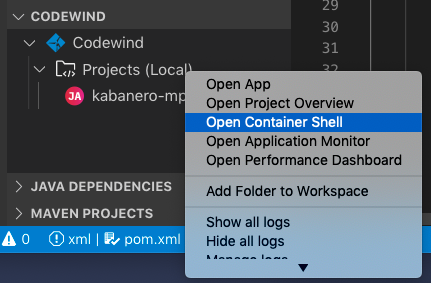 CODEWIND
Codewind
Projects (Local)
JA kabanero-mp
Open App
Open Project Overview
Open Container Shell
Open Application Monitor
Open Performance Dashboard
Add Folder to Workspace
Show all logs
Hide all logs
Manage logs
JAVA DEPENDENCIES
MAVEN PROJECTS
0 xml | pom.xml
29
30
31
32